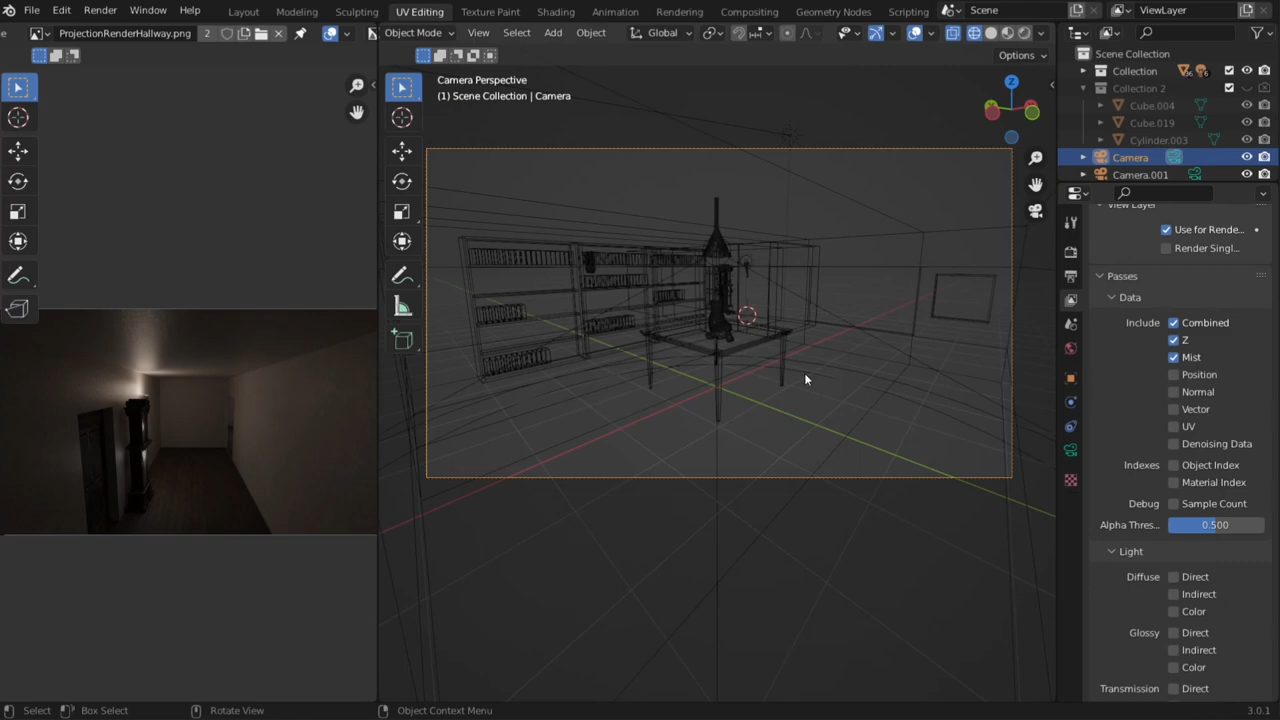 File Edit Render Window Help Layout Modeling Sculpting UV Editing Texture Paint Shading Animation Rendering Compositing Geometry Nodes Scripting Scene ViewLayer
ProjectionRenderHallway.png 2 Object Mode View Select Add Object Global
Options
Camera Perspective
(1) Scene Collection | Camera
Z
Scene Collection
Collection 6
Collection 2
Cube.004
Cube.019
Cylinder.003
Camera
Camera.001
View Layer
Use for Rende...
Render Singl...
Passes
Data
Include Combined
Z
Mist
Position
Normal
Vector
UV
Denoising Data
Indexes Object Index
Material Index
Debug Sample Count
Alpha Thres... 0.500
Light
Diffuse Direct
Indirect
Color
Glossy Direct
Indirect
Color
Transmission Direct
Select Box Select Rotate View Object Context Menu 3.0.1